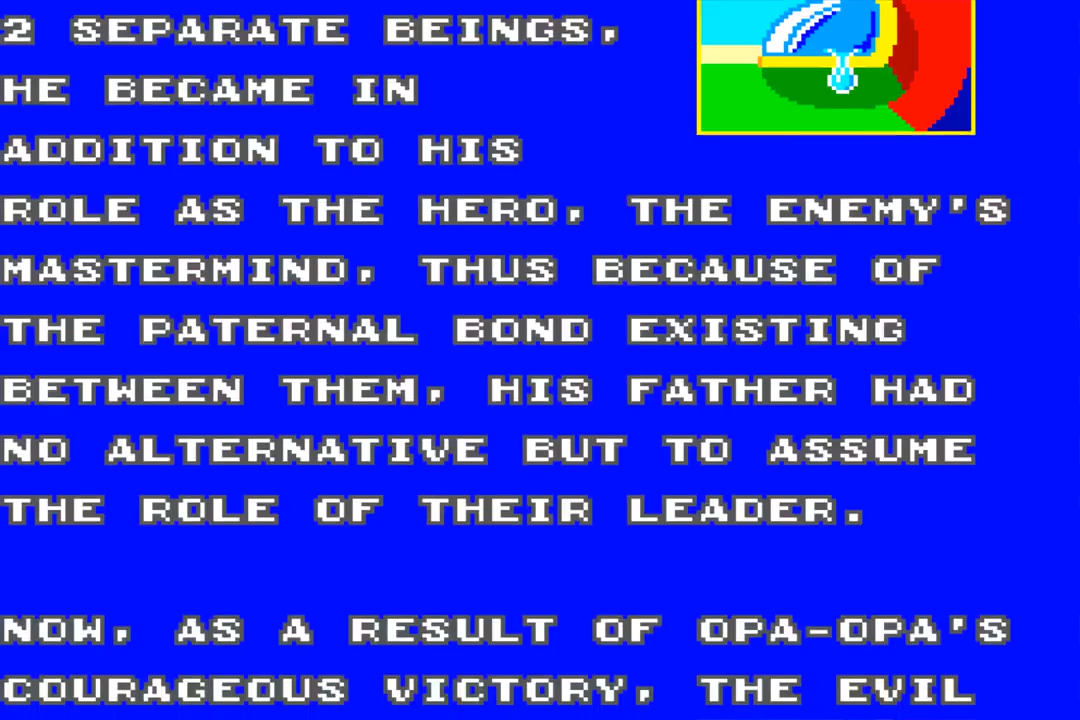 2 SEPARATE BEINGS,
HE BECAME IN
ADDITION TO HIS
ROLE AS THE HERO, THE ENEMY'S
MASTERMIND, THUS BECAUSE OF
THE PATERNAL BOND EXISTING
BETWEEN THEM, HIS FATHER HAD
NO ALTERNATIVE BUT TO ASSUME
THE ROLE OF THEIR LEADER.
NOW, AS A RESULT OF OPA-OPA'S
COURAGEOUS VICTORY, THE EVIL